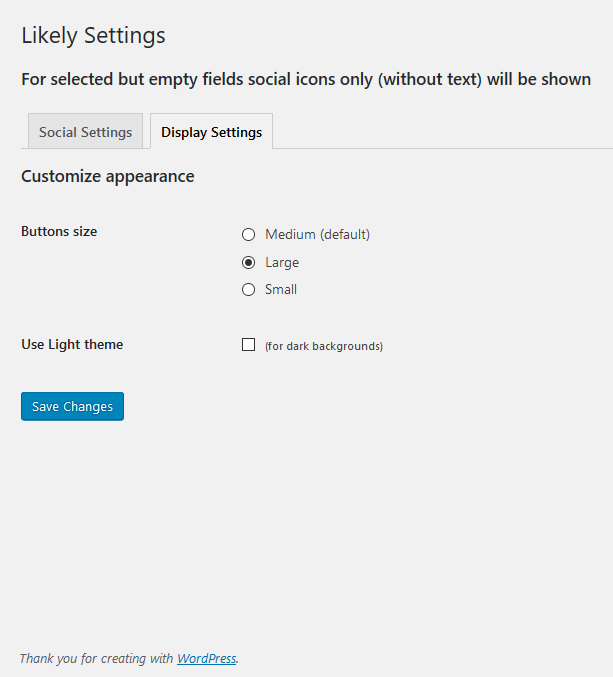 Likely Settings
For selected but empty fields social icons only (without text) will be shown
Social Settings
Display Settings
Customize appearance
Buttons size
Medium (default)
Large
Small
Use Light theme
(for dark backgrounds)
Save Changes
Thank you for creating with WordPress.